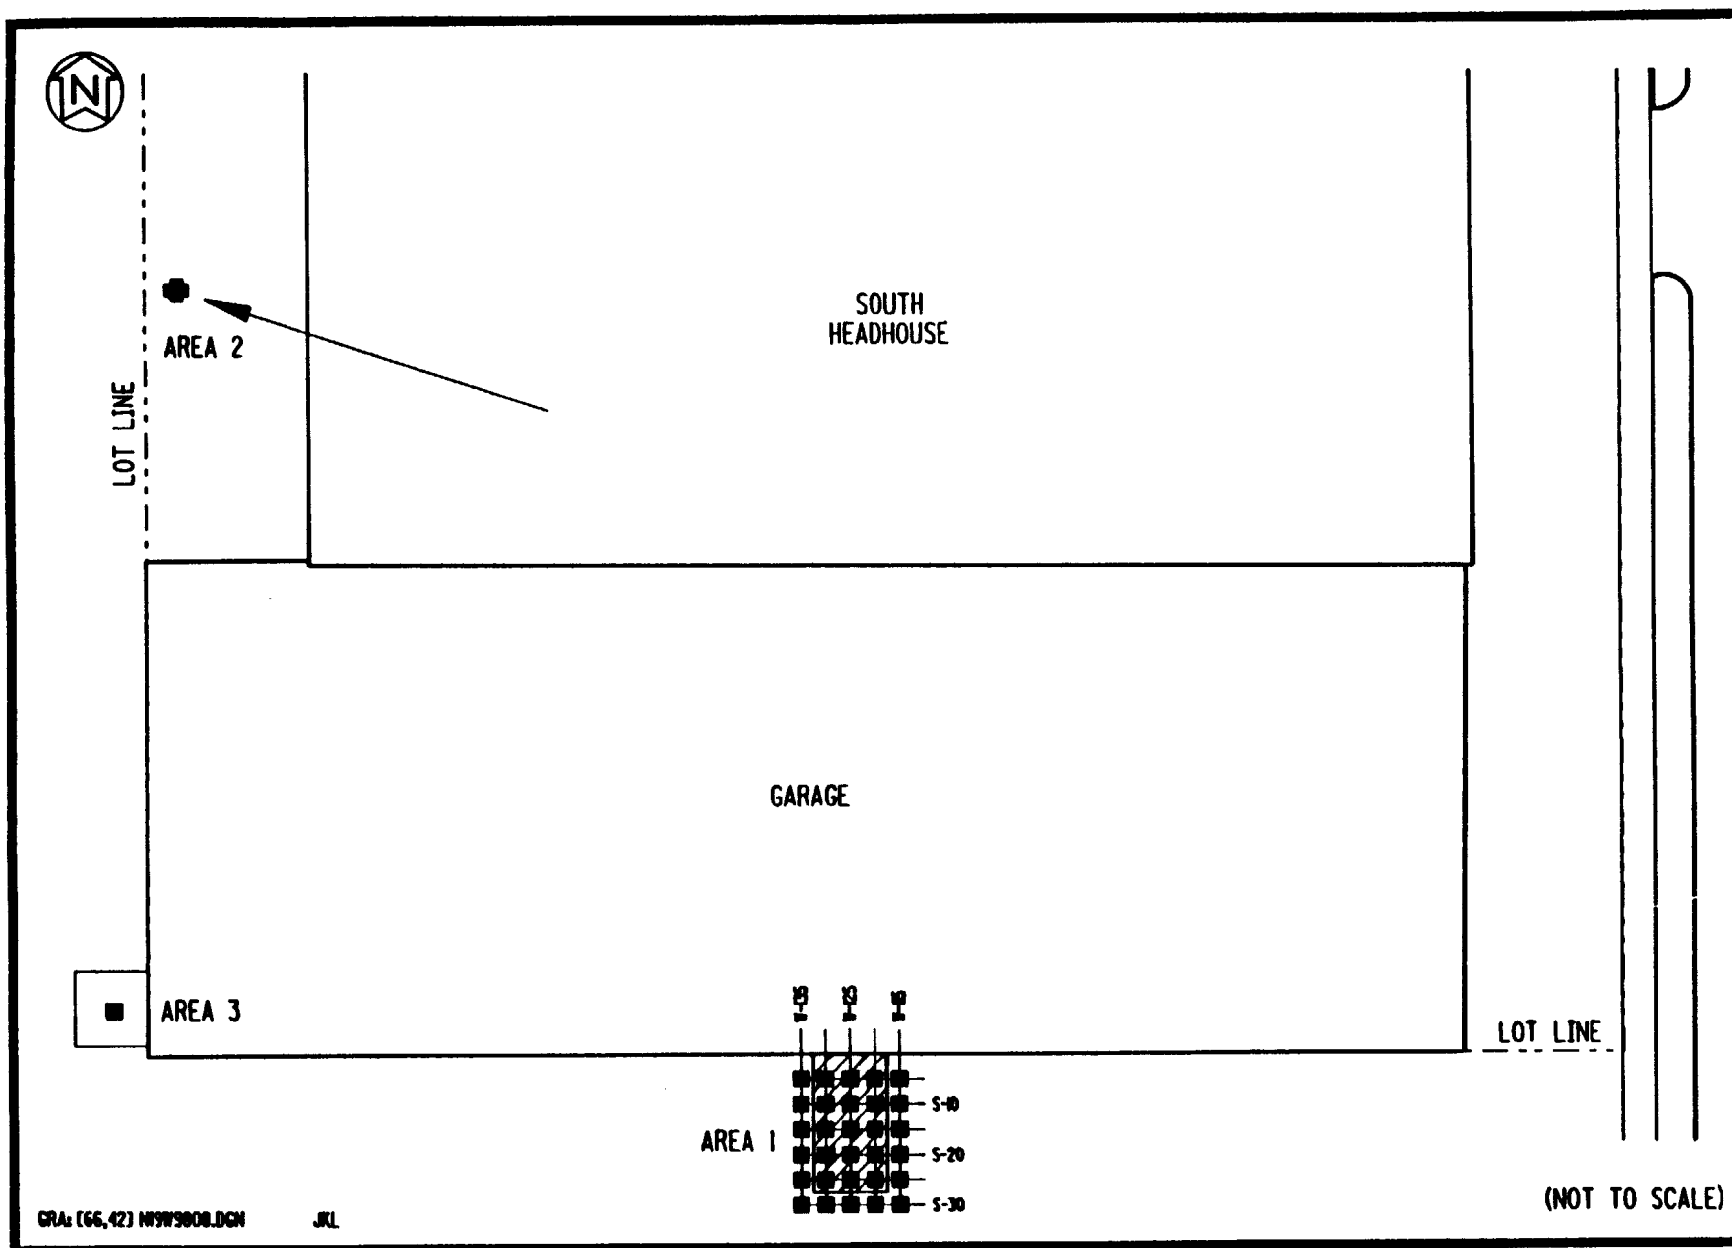 N
SOUTH
HEADHOUSE
AREA 2
LOT LINE
GARAGE
AREA 3
LOT LINE
S-10
AREA 1
S-20
S-30
(NOT TO SCALE)
JKL